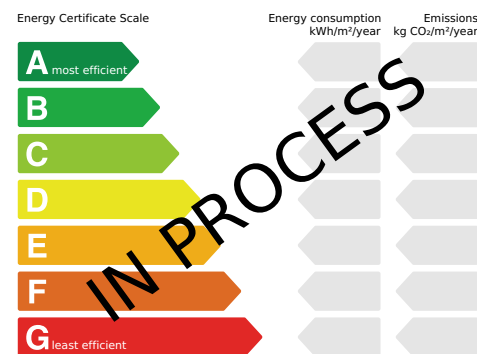 Energy Certificate Scale
Energy consumption
kWh/m²/year
Emissions
kg CO₂/m²/year
A most efficient
B
C
D
E
F
G least efficient
IN PROCESS